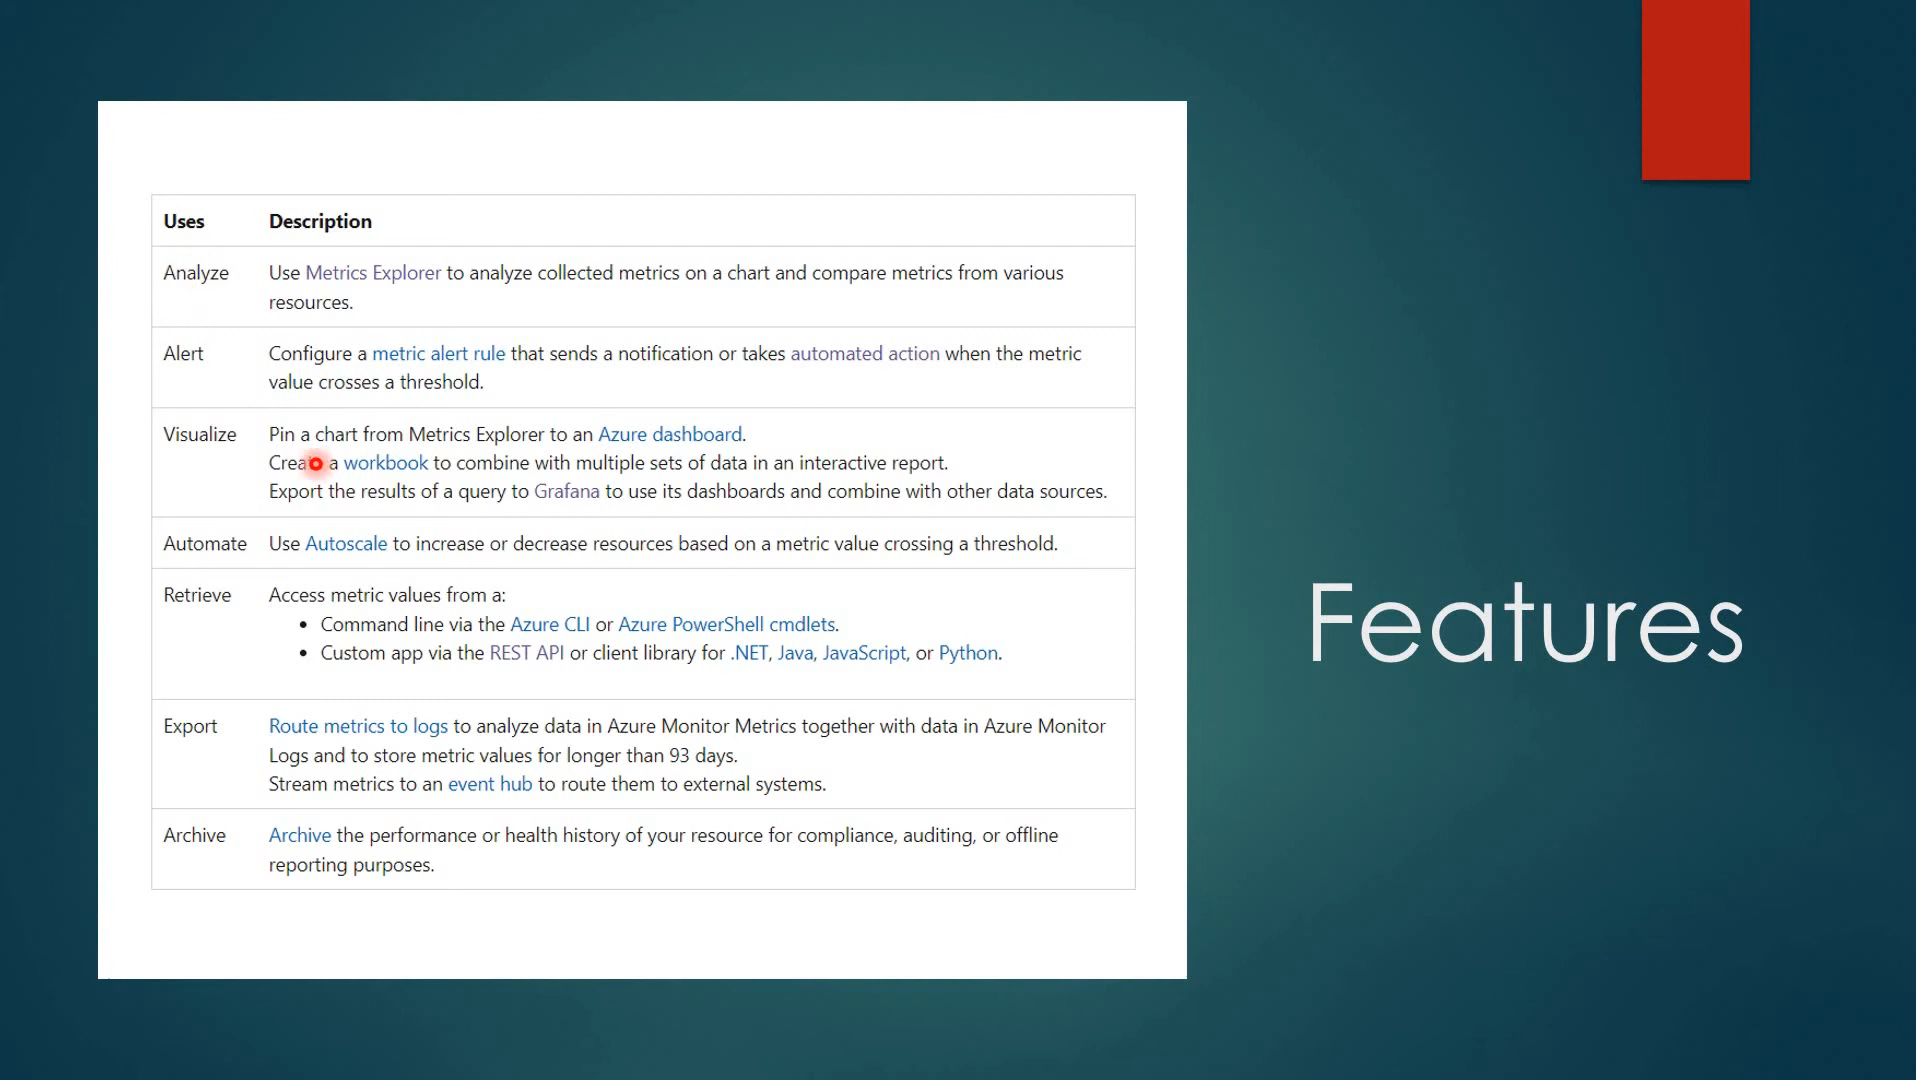 Uses Description
Analyze Use Metrics Explorer to analyze collected metrics on a chart and compare metrics from various
resources.
Alert Configure a metric alert rule that sends a notification or takes automated action when the metric
value crosses a threshold.
Visualize Pin a chart from Metrics Explorer to an Azure dashboard.
Create a workbook to combine with multiple sets of data in an interactive report.
Export the results of a query to Grafana to use its dashboards and combine with other data sources.
Automate Use Autoscale to increase or decrease resources based on a metric value crossing a threshold.
Retrieve Access metric values from a:
• Command line via the Azure CLI or Azure PowerShell cmdlets.
• Custom app via the REST API or client library for .NET, Java, JavaScript, or Python.
Export Route metrics to logs to analyze data in Azure Monitor Metrics together with data in Azure Monitor
Logs and to store metric values for longer than 93 days.
Stream metrics to an event hub to route them to external systems.
Archive Archive the performance or health history of your resource for compliance, auditing, or offline
reporting purposes.
Features